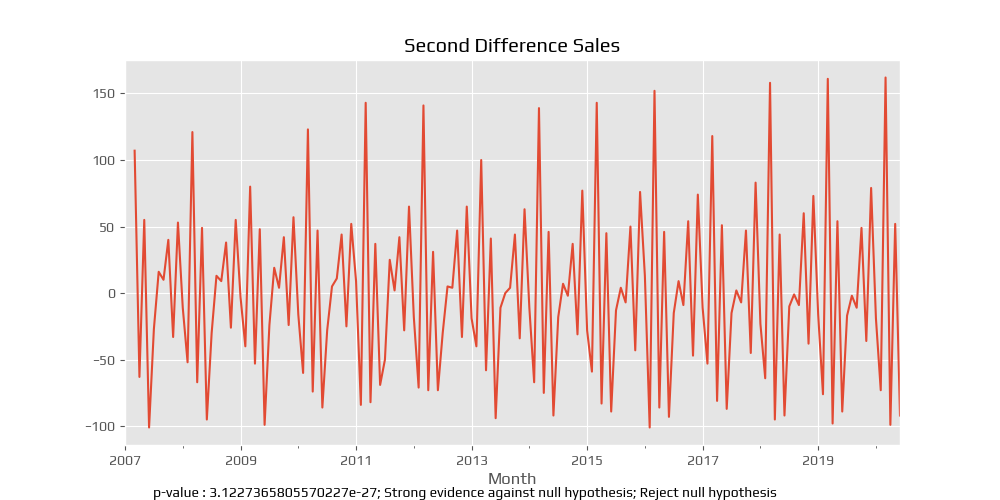 Second Difference Sales
150
100
50
0
-50
-100
2007 2009 2011 2013 2015 2017 2019
Month
p-value : 3.1227365805570227e-27; Strong evidence against null hypothesis; Reject null hypothesis